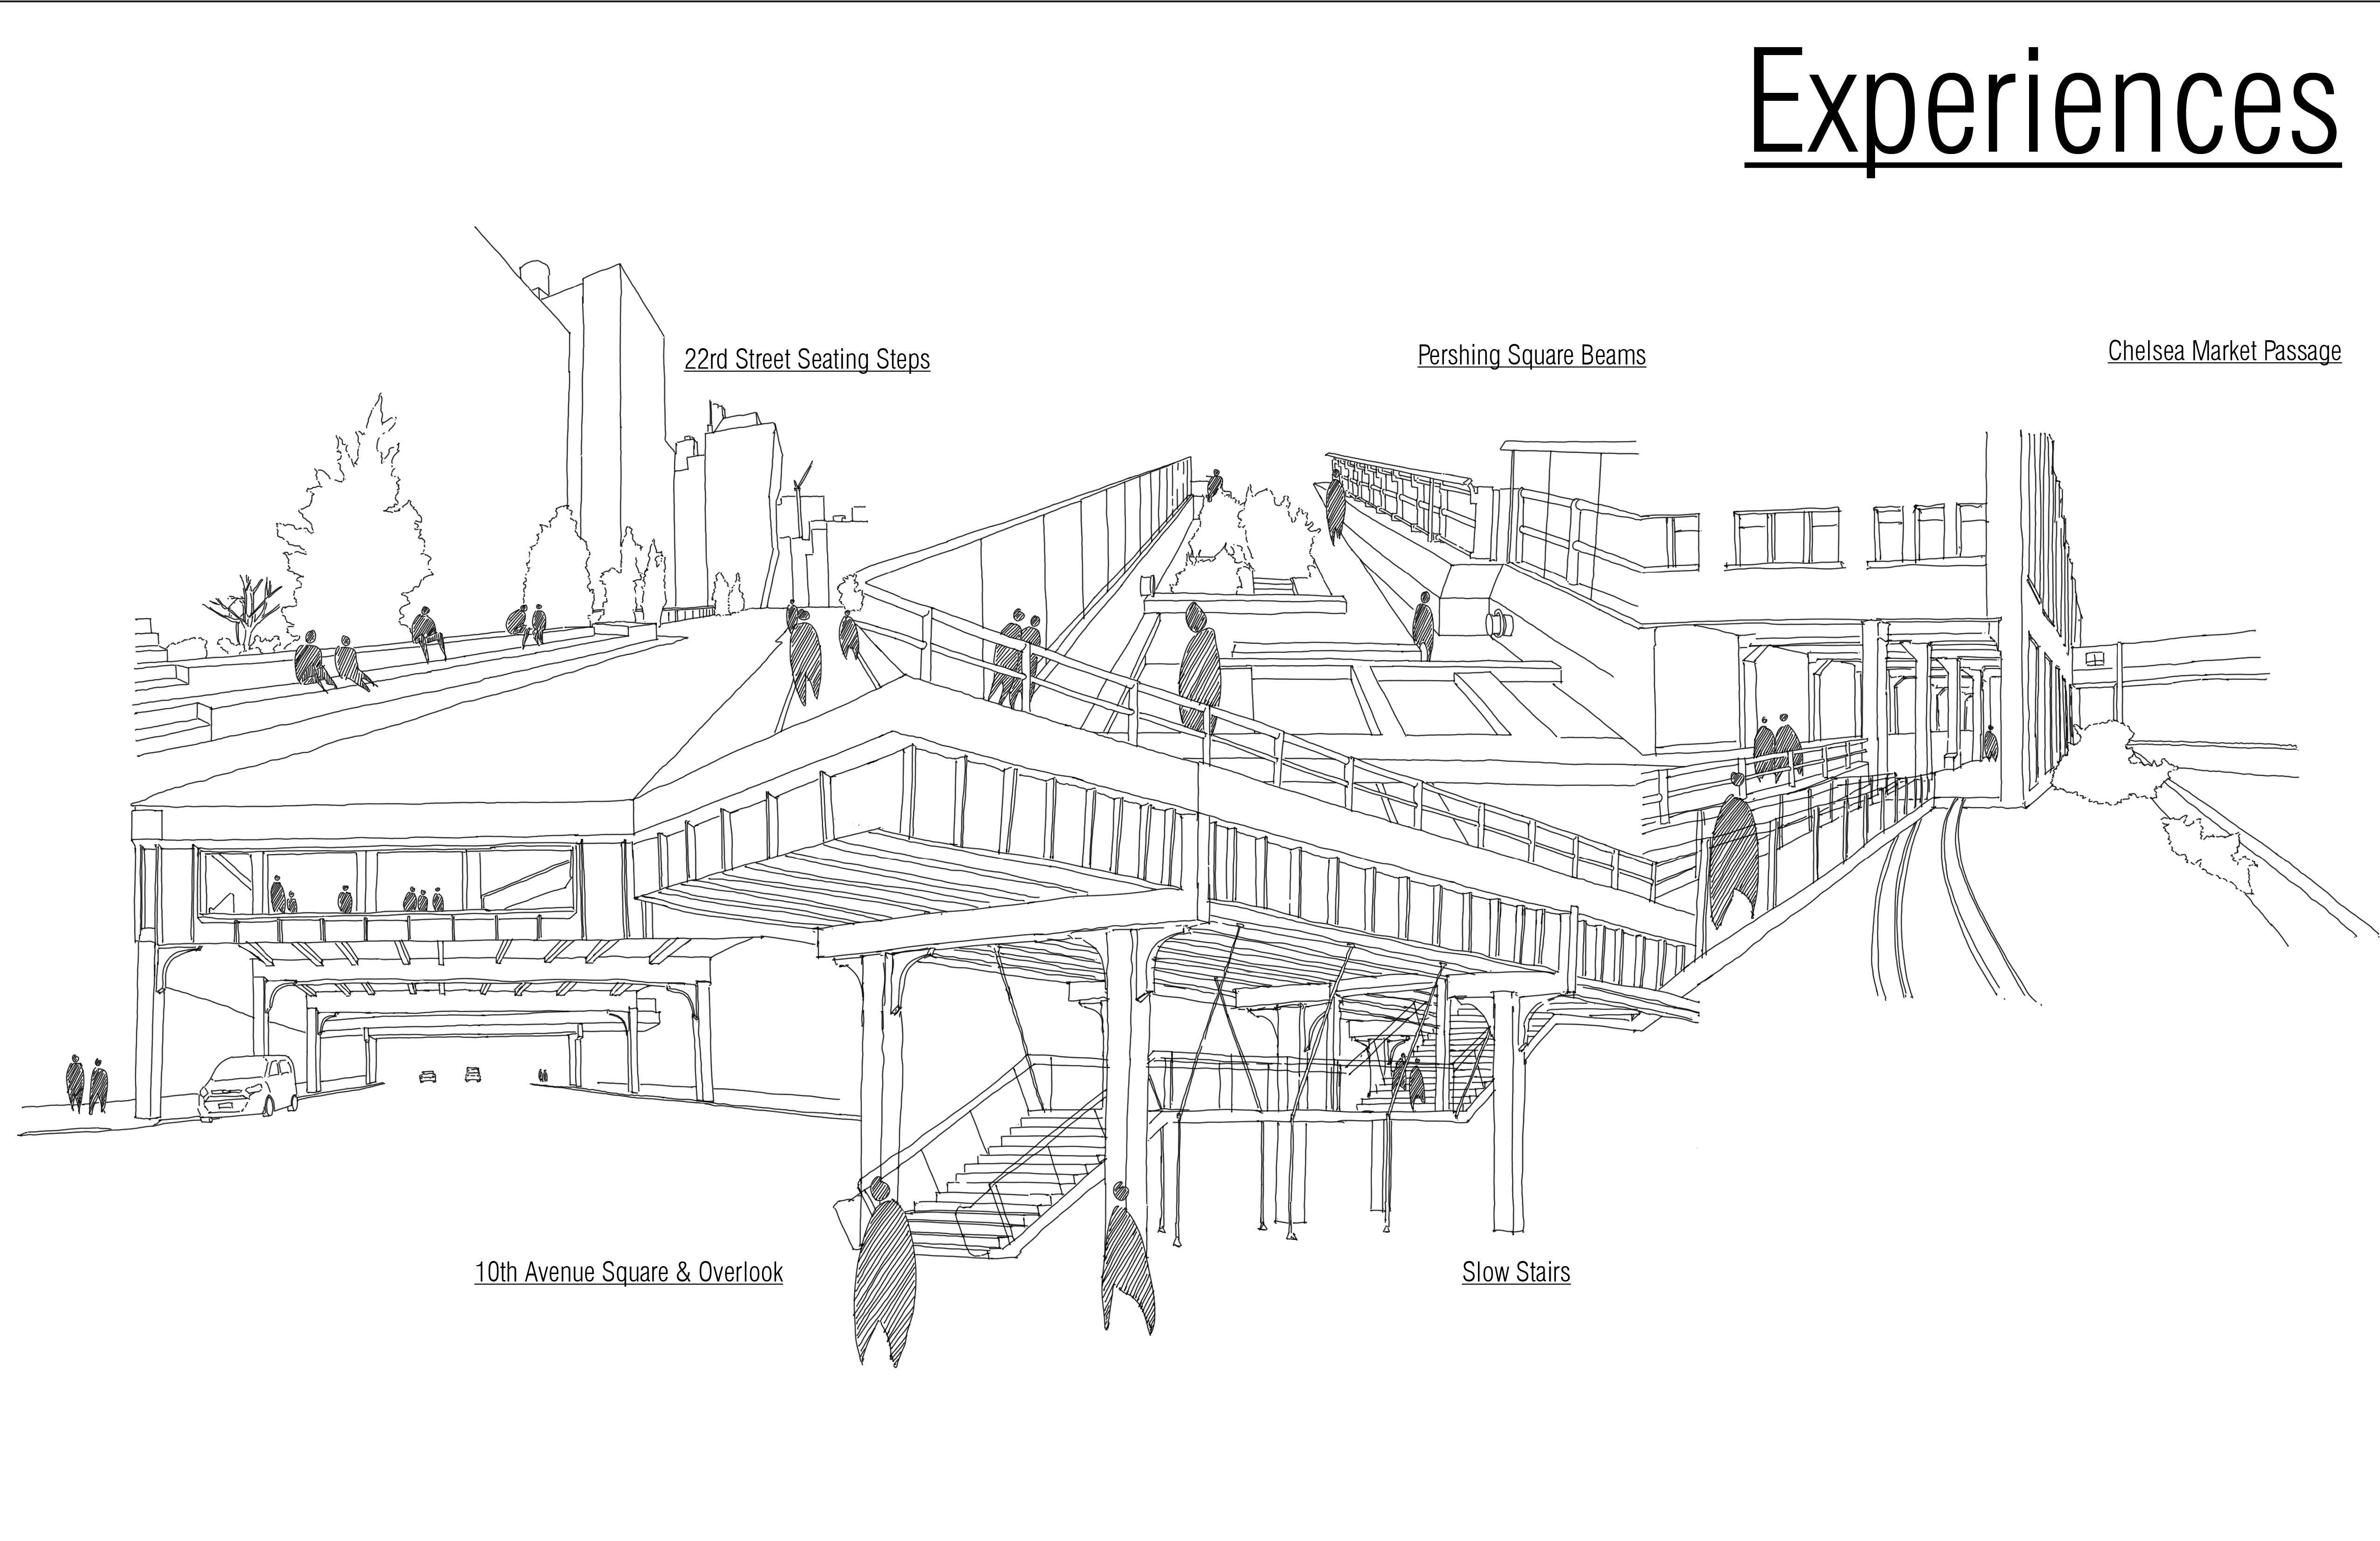 Experiences
22rd Street Seating Steps
Pershing Square Beams
Chelsea Market Passage
10th Avenue Square & Overlook
Slow Stairs